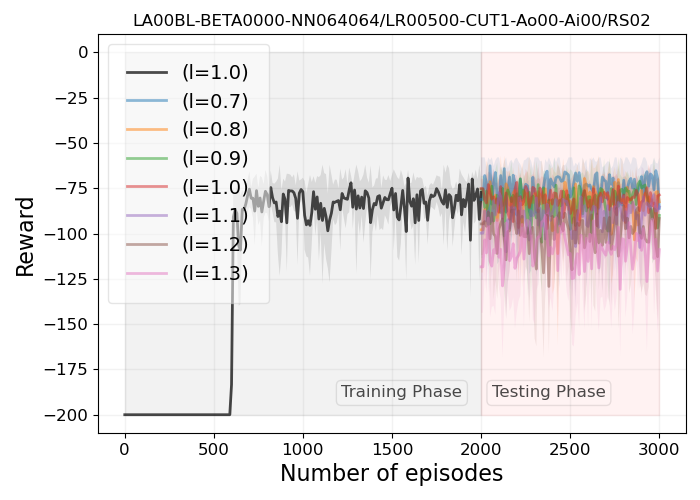 LA00BL-BETA0000-NN064064/LR00500-CUT1-Ao00-Ai00/RS02
Reward
0
−25
−50
−75
−100
−125
−150
−175
−200
(l=1.0)
(l=0.7)
(l=0.8)
(l=0.9)
(l=1.0)
(l=1.1)
(l=1.2)
(l=1.3)
Training Phase
Testing Phase
0
500
1000
1500
2000
2500
3000
Number of episodes